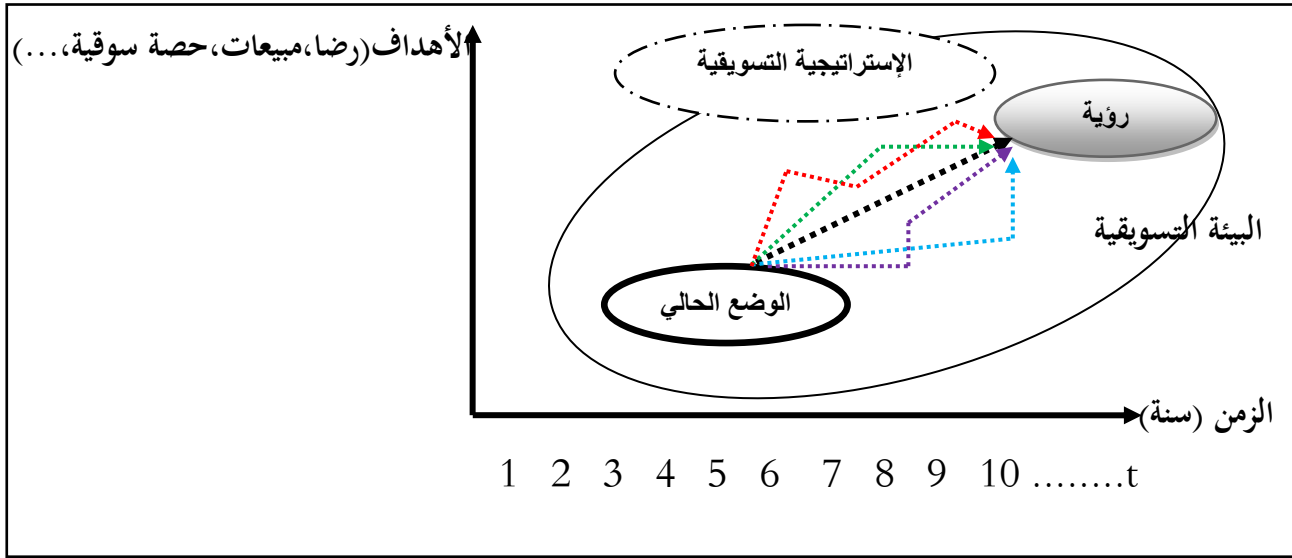 الأهداف(رضا،مبيعات،حصة سوقية،...)
الإستراتيجية التسويقية
رؤية
البيئة التسويقية
الوضع الحالي
الزمن (سنة)
1 2 3 4 5 6 7 8 9 10 ........t